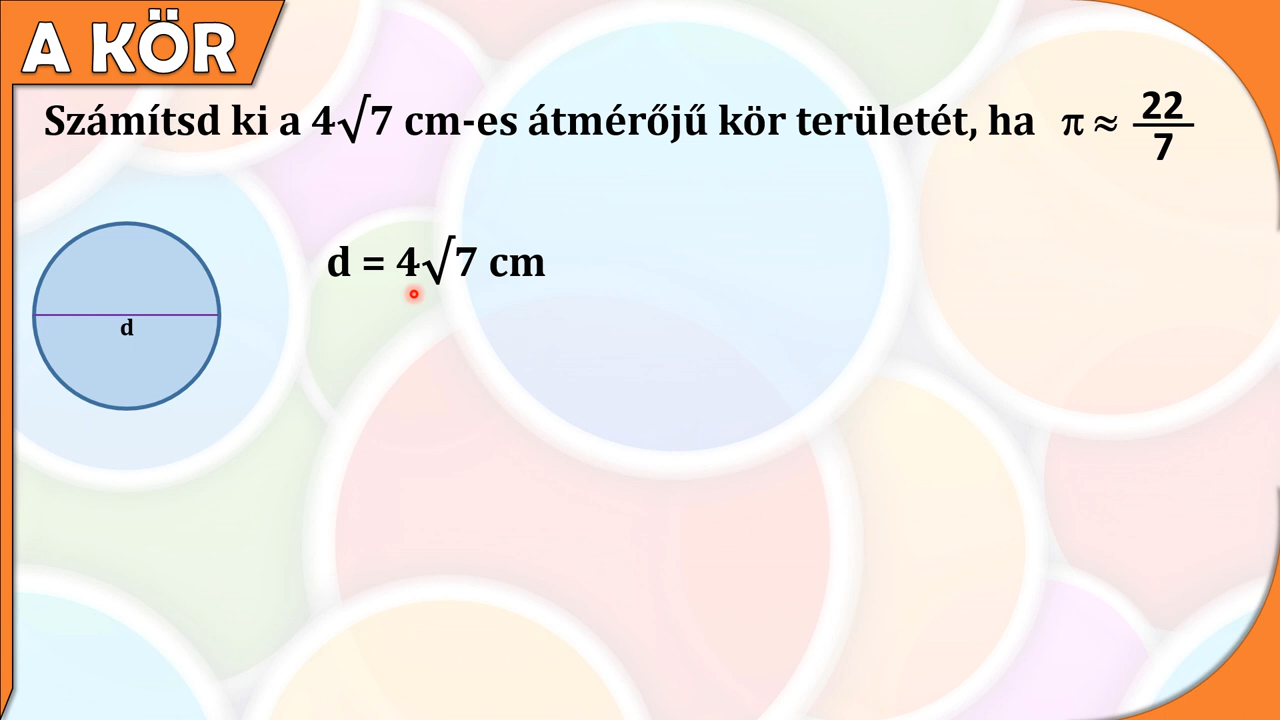 A KÖR
Számítsd ki a 4√7 cm-es átmérőjű kör területét, ha π ≈ 22/7
d = 4√7 cm
d